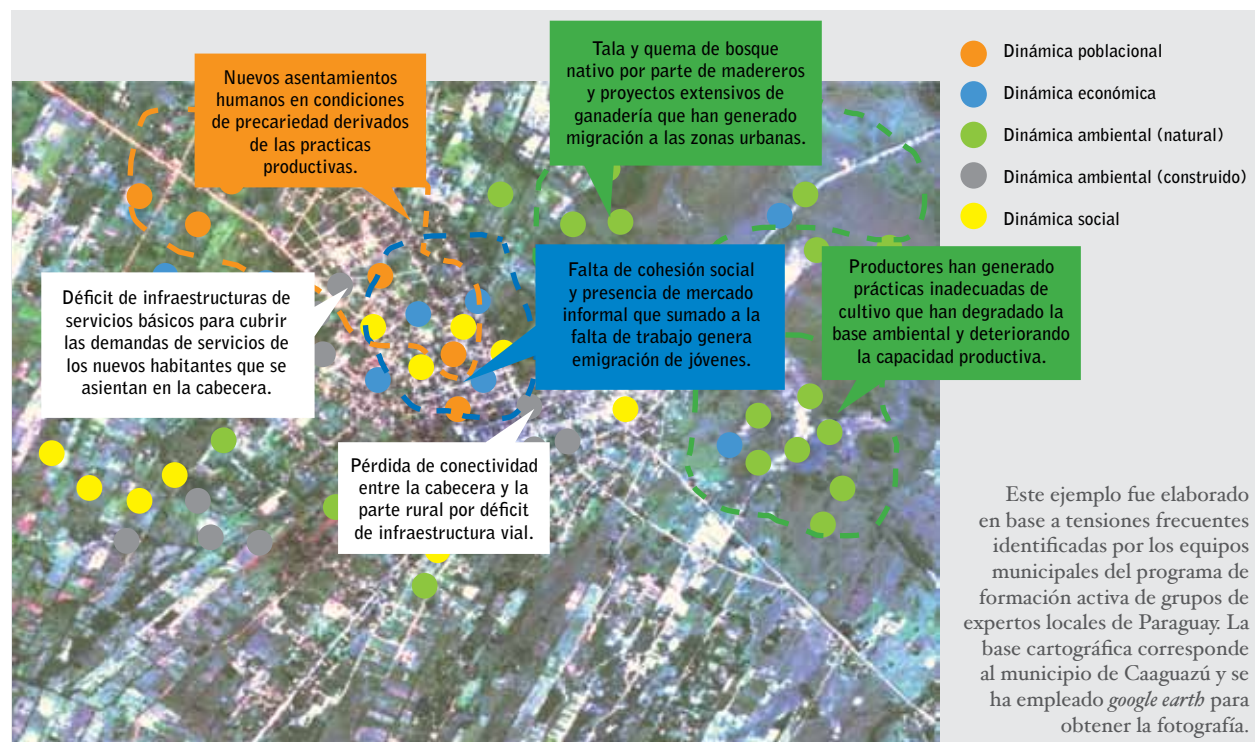 Nuevos asentamientos
humanos en condiciones
de precariedad derivados
de las practicas
productivas.
Tala y quema de bosque
nativo por parte de madereros
y proyectos extensivos de
ganadería que han generado
migración a las zonas urbanas.
Dinámica poblacional
Dinámica económica
Dinámica ambiental (natural)
Dinámica ambiental (construido)
Dinámica social
Déficit de infraestructuras de
servicios básicos para cubrir
las demandas de servicios de
los nuevos habitantes que se
asientan en la cabecera.
Falta de cohesión social
y presencia de mercado
informal que sumado a la
falta de trabajo genera
emigración de jóvenes.
Productores han generado
prácticas inadecuadas de
cultivo que han degradado la
base ambiental y deteriorando
la capacidad productiva.
Pérdida de conectividad
entre la cabecera y la
parte rural por déficit
de infraestructura vial.
Este ejemplo fue elaborado
en base a tensiones frecuentes
identificadas por los equipos
municipales del programa de
formación activa de grupos de
expertos locales de Paraguay. La
base cartográfica corresponde
al municipio de Caaguazú y se
ha empleado google earth para
obtener la fotografía.